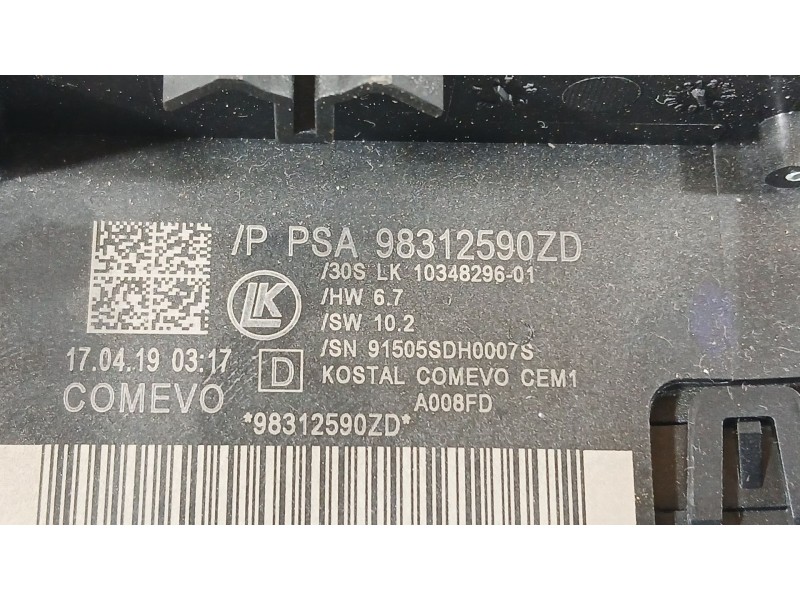 /P PSA 98312590ZD
/30S LK 10348296-01
LK
/HW 6.7
/SW 10.2
17.04.19 03:17
/SN 91505SDH0007S
D
KOSTAL COMEVO CEM1
COMEVO
A008FD
*98312590ZD*